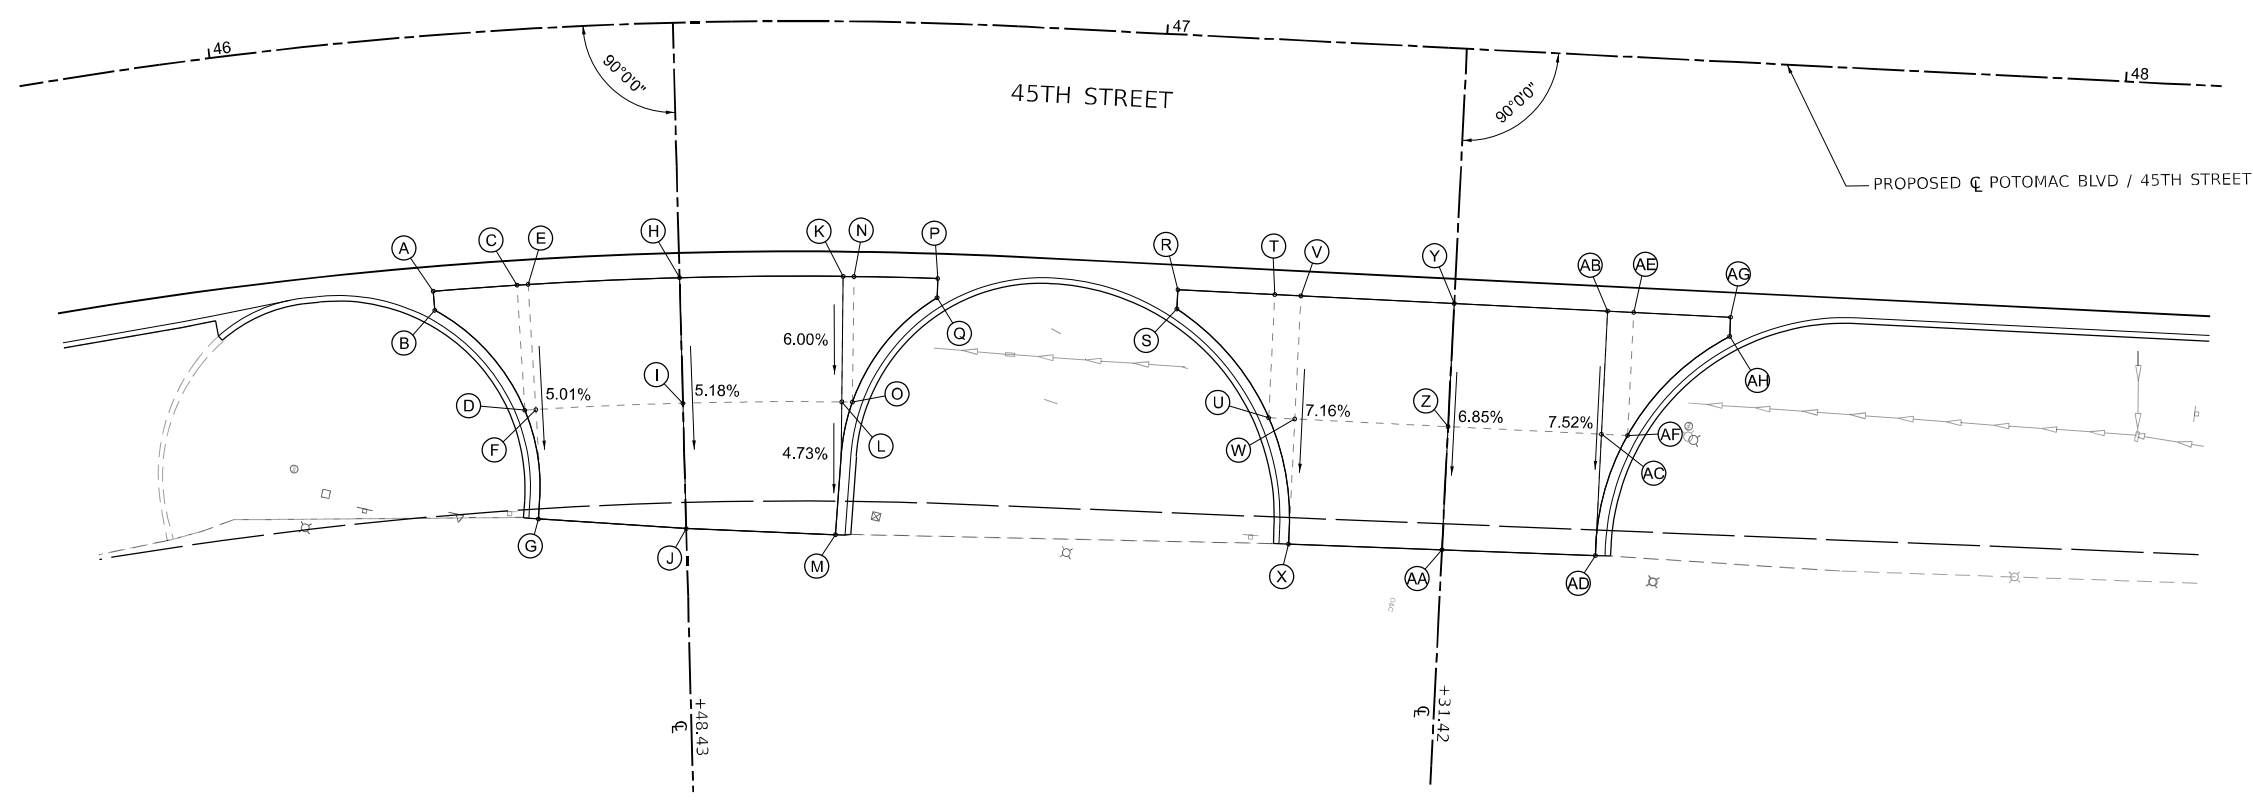 46
47
48
90°0'0"
90°0'0"
45TH STREET
PROPOSED ℄ POTOMAC BLVD / 45TH STREET
A
C
E
H
K
N
P
R
T
V
Y
AB
AE
AG
B
Q
S
AH
6.00%
5.01%
I
5.18%
D
F
O
L
U
W
7.16%
Z
6.85%
7.52%
AF
AC
4.73%
G
J
M
X
AA
AD
℄ +48.43
℄ +31.42